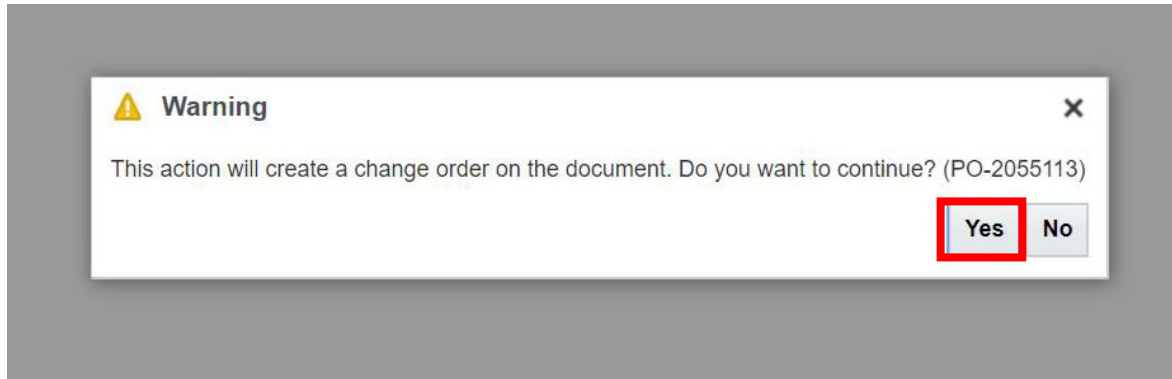 Warning
This action will create a change order on the document. Do you want to continue? (PO-2055113)
Yes No